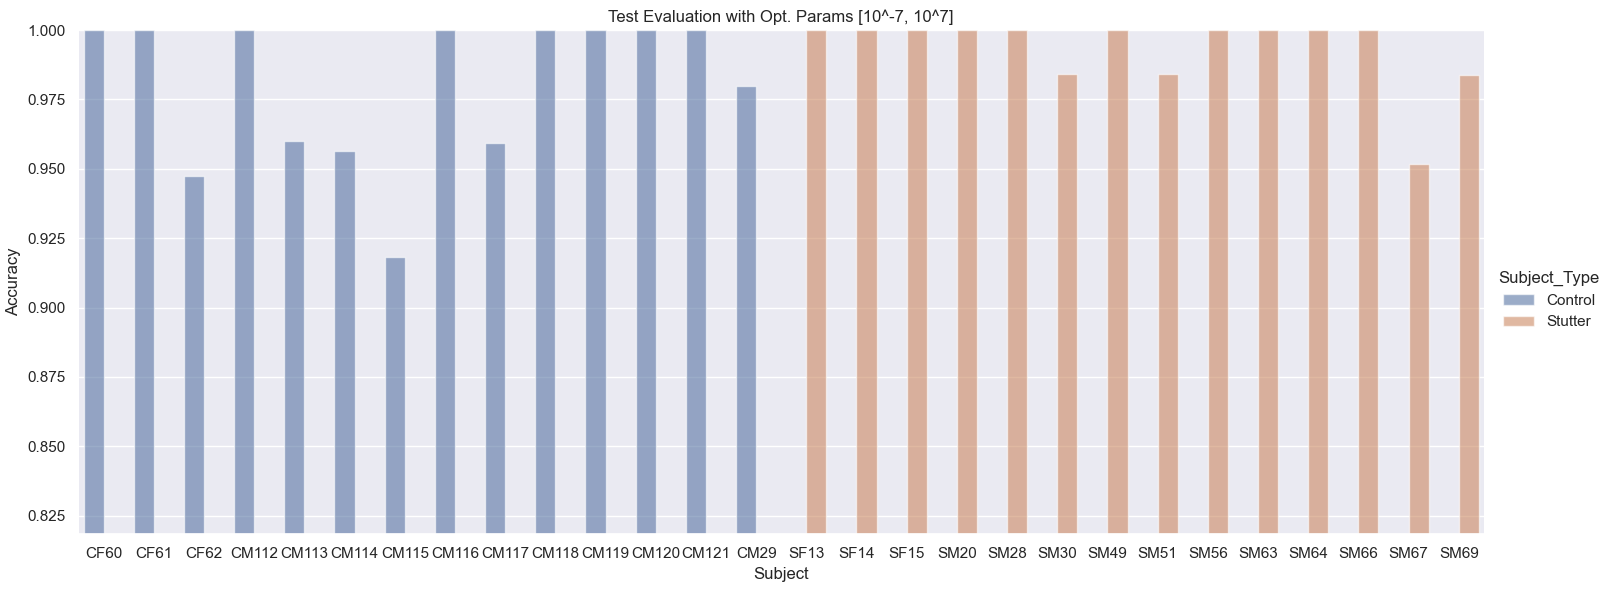 Test Evaluation with Opt. Params [10^-7, 10^7]
1.000
0.975
0.950
0.925
0.900
0.875
0.850
0.825
Accuracy
CF60 CF61 CF62 CM112 CM113 CM114 CM115 CM116 CM117 CM118 CM119 CM120 CM121 CM29 SF13 SF14 SF15 SM20 SM28 SM30 SM49 SM51 SM56 SM63 SM64 SM66 SM67 SM69
Subject
Subject_Type
Control
Stutter